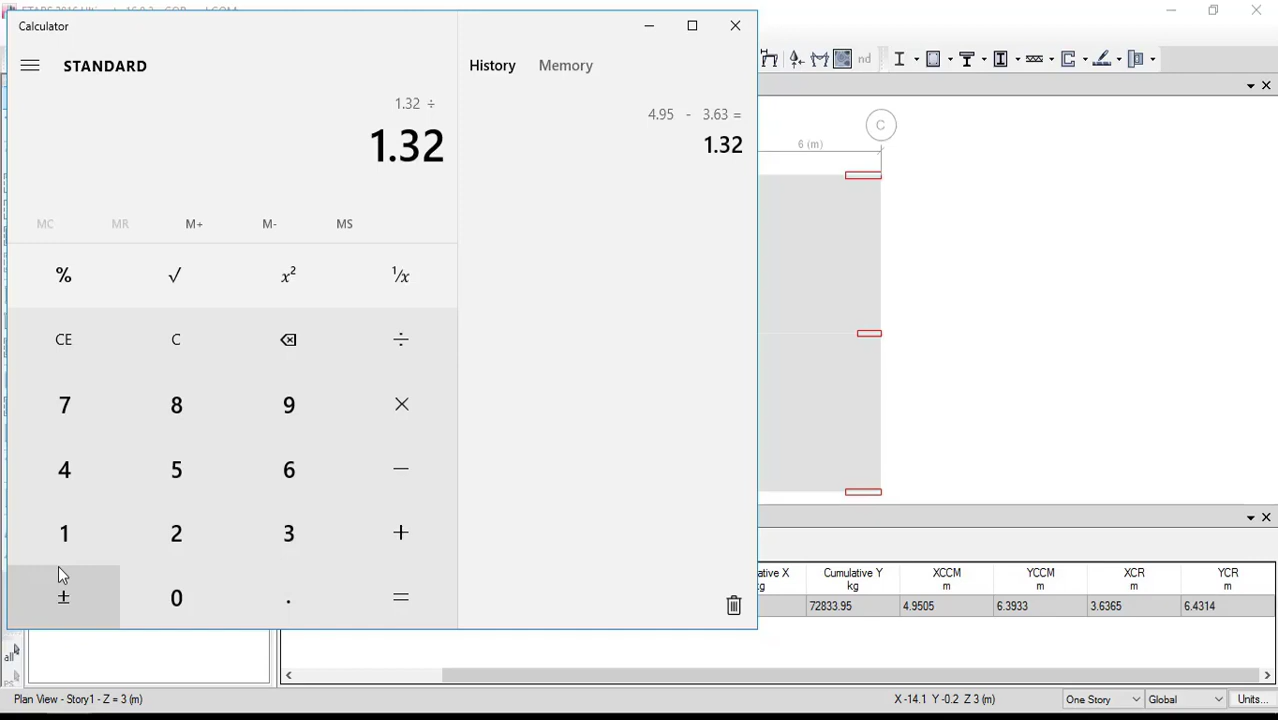 Calculator
STANDARD
History Memory
1.32 ÷
1.32
4.95 - 3.63 =
1.32
MC MR M+ M- MS
% √ x² ¹/x
CE C ÷
7 8 9 ×
4 5 6 −
1 2 3 +
± 0 . =
nd
C
6 (m)
ative X Cumulative Y XCCM YCCM XCR YCR
kg kg m m m m
72833.95 4.9505 6.3933 3.6365 6.4314
all
Plan View - Story1 - Z = 3 (m) X -14.1 Y -0.2 Z 3 (m) One Story Global Units...